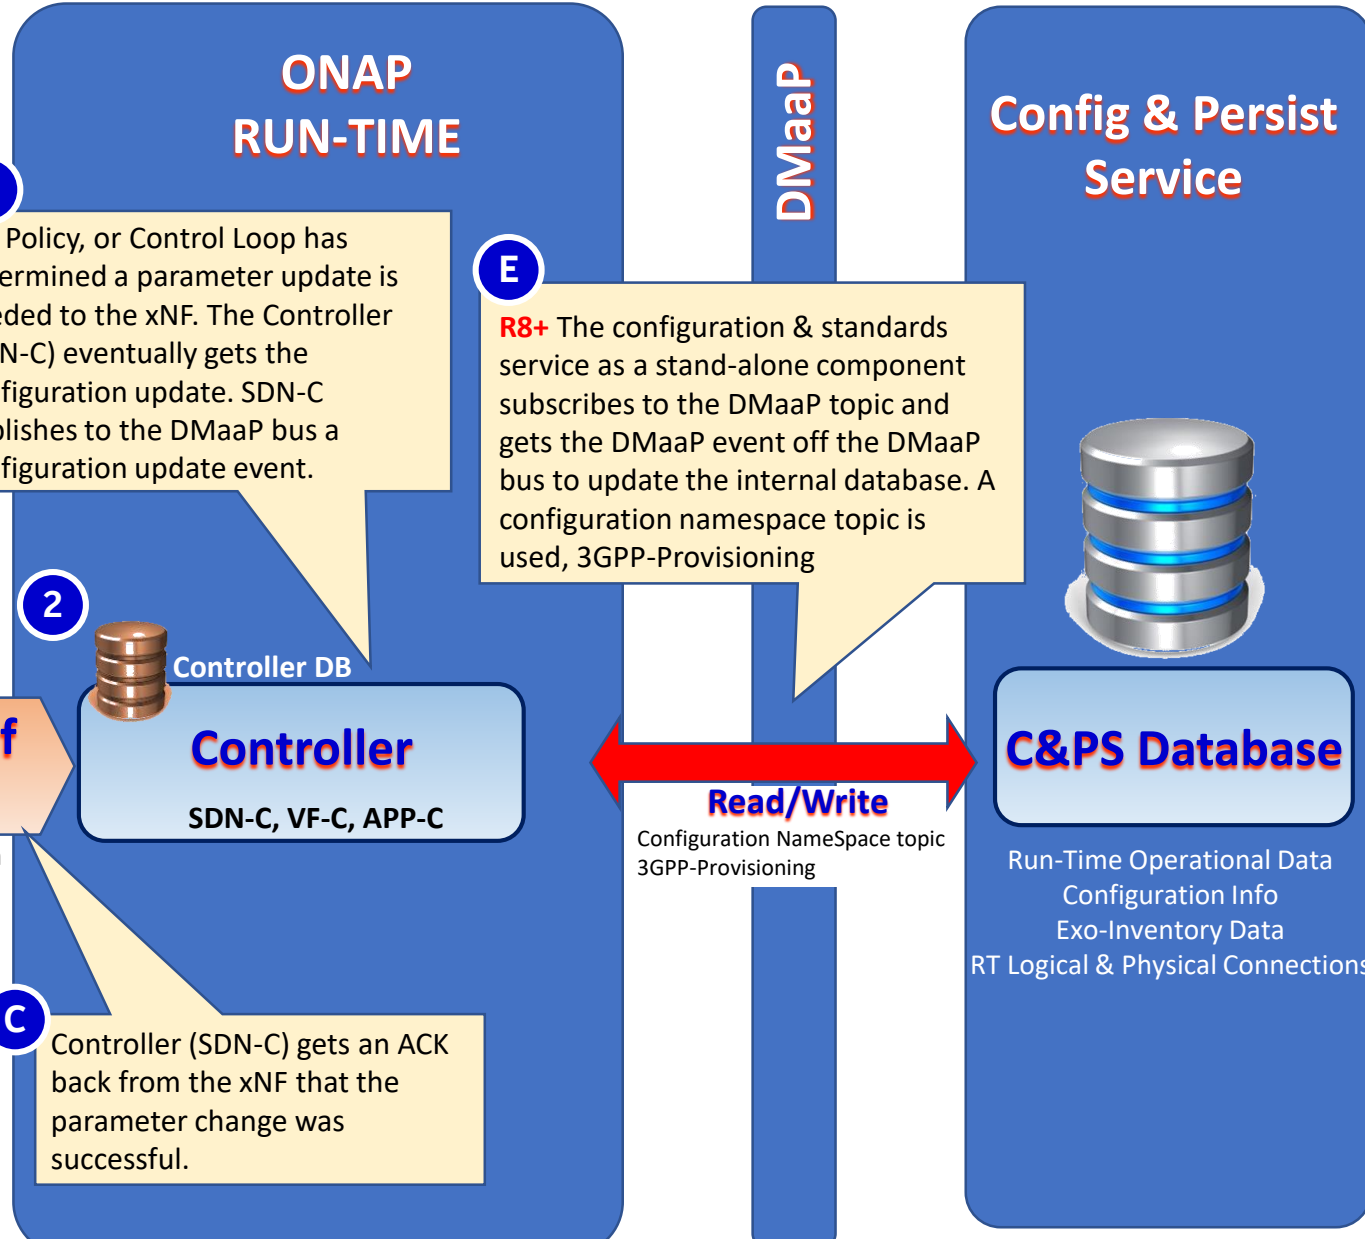 ONAP
RUN-TIME
DMaaP
Config & Persist
Service
Policy, or Control Loop has
ermined a parameter update is
ded to the xNF. The Controller
N-C) eventually gets the
figuration update. SDN-C
lishes to the DMaaP bus a
figuration update event.
E
R8+ The configuration & standards
service as a stand-alone component
subscribes to the DMaaP topic and
gets the DMaaP event off the DMaaP
bus to update the internal database. A
configuration namespace topic is
used, 3GPP-Provisioning
2
Controller DB
f
Controller
SDN-C, VF-C, APP-C
C&PS Database
Read/Write
Configuration NameSpace topic
3GPP-Provisioning
Run-Time Operational Data
Configuration Info
Exo-Inventory Data
RT Logical & Physical Connections
C
Controller (SDN-C) gets an ACK
back from the xNF that the
parameter change was
successful.